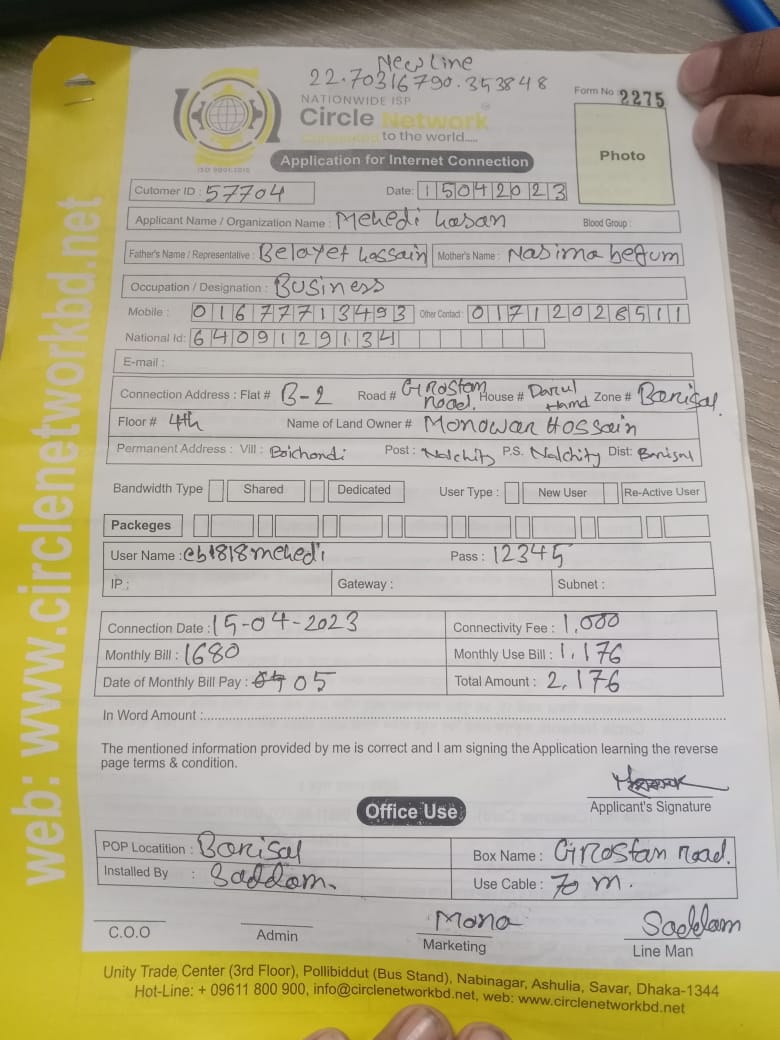 New Line
22.70316790.353848
NATIONWIDE ISP
Form No 2275
Circle Network
Connected to the world.....
ISO 9001:2015
Application for Internet Connection
Photo
Cutomer ID : 57704 Date: 15042023
Applicant Name / Organization Name : Mehedi hasan Blood Group :
Father's Name / Representative : Belayet hossain Mother's Name : Nasima begum
Occupation / Designation : Business
Mobile : 01677713493 Other Contact : 01712028511
National Id: 6409129134
E-mail :
Connection Address : Flat # B-2 Road # Girostam road. House # Darul Hamd Zone # Barisal.
Floor # 4th Name of Land Owner # Monowar Hossain
Permanent Address : Vill : Boichondi Post : Nalchity P.S. Nalchity Dist: Barisal
Bandwidth Type Shared Dedicated User Type : New User Re-Active User
Packeges
User Name : cb1818mehedi Pass : 12345
IP : Gateway : Subnet :
Connection Date : 15-04-2023 Connectivity Fee : 1,000
Monthly Bill : 1680 Monthly Use Bill : 1,176
Date of Monthly Bill Pay : 05 Total Amount : 2,176
In Word Amount :
The mentioned information provided by me is correct and I am signing the Application learning the reverse
page terms & condition.
Applicant's Signature
Office Use
POP Locatition : Barisal Box Name : Girostan road.
Installed By : Saddam. Use Cable : 70 m.
Mona Saddam
C.O.O Admin Marketing Line Man
Unity Trade Center (3rd Floor), Pollibiddut (Bus Stand), Nabinagar, Ashulia, Savar, Dhaka-1344
Hot-Line: + 09611 800 900, info@circlenetworkbd.net, web: www.circlenetworkbd.net
web: www.circlenetworkbd.net